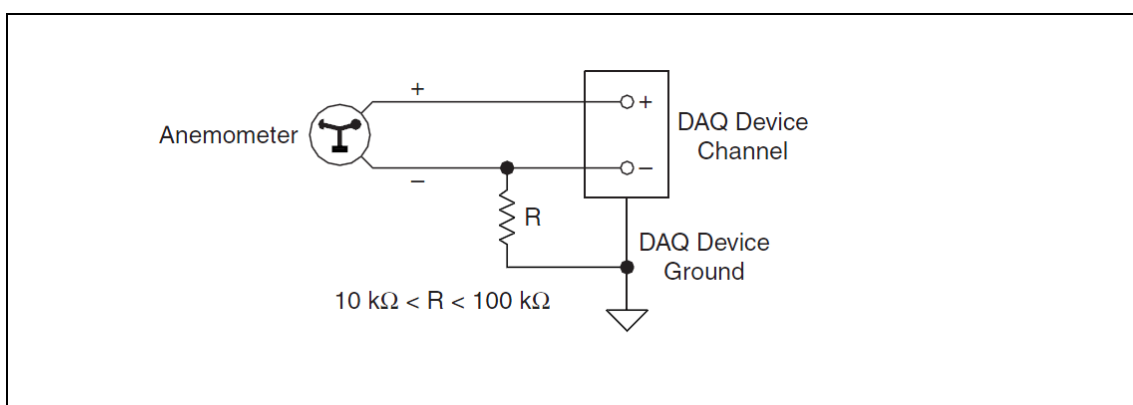 +
+
Anemometer
DAQ Device
Channel
−
−
R
DAQ Device
Ground
10 kΩ < R < 100 kΩ